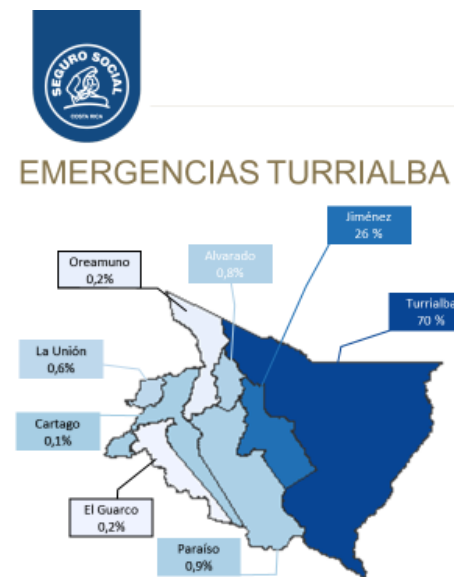 SEGURO SOCIAL
COSTA RICA
EMERGENCIAS TURRIALBA
Jiménez
26 %
Alvarado
0,8%
Oreamuno
0,2%
Turrialba
70 %
La Unión
0,6%
Cartago
0,1%
El Guarco
0,2%
Paraíso
0,9%